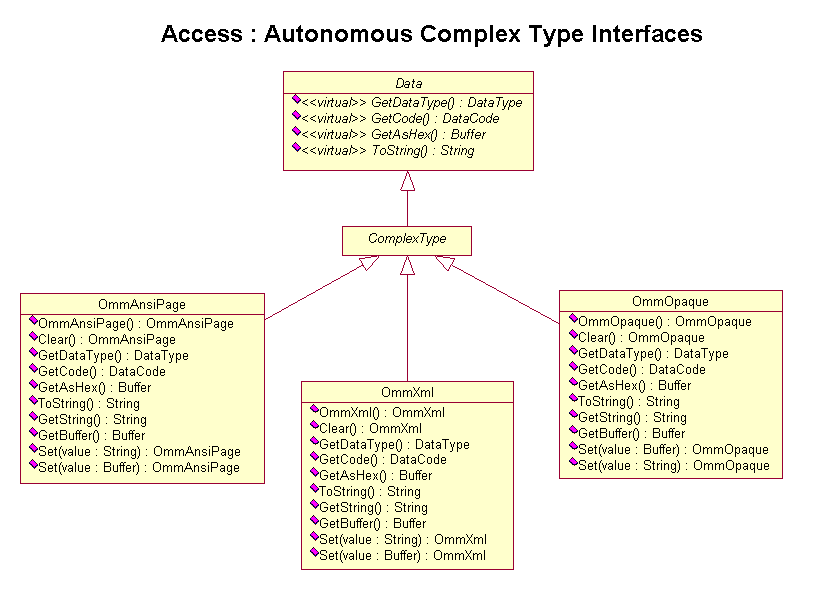 Access : Autonomous Complex Type Interfaces
Data
<<virtual>> GetDataType() : DataType
<<virtual>> GetCode() : DataCode
<<virtual>> GetAsHex() : Buffer
<<virtual>> ToString() : String
ComplexType
OmmAnsiPage
OmmAnsiPage() : OmmAnsiPage
Clear() : OmmAnsiPage
GetDataType() : DataType
GetCode() : DataCode
GetAsHex() : Buffer
ToString() : String
GetString() : String
GetBuffer() : Buffer
Set(value : String) : OmmAnsiPage
Set(value : Buffer) : OmmAnsiPage
OmmXml
OmmXml() : OmmXml
Clear() : OmmXml
GetDataType() : DataType
GetCode() : DataCode
GetAsHex() : Buffer
ToString() : String
GetString() : String
GetBuffer() : Buffer
Set(value : String) : OmmXml
Set(value : Buffer) : OmmXml
OmmOpaque
OmmOpaque() : OmmOpaque
Clear() : OmmOpaque
GetDataType() : DataType
GetCode() : DataCode
GetAsHex() : Buffer
ToString() : String
GetString() : String
GetBuffer() : Buffer
Set(value : Buffer) : OmmOpaque
Set(value : String) : OmmOpaque